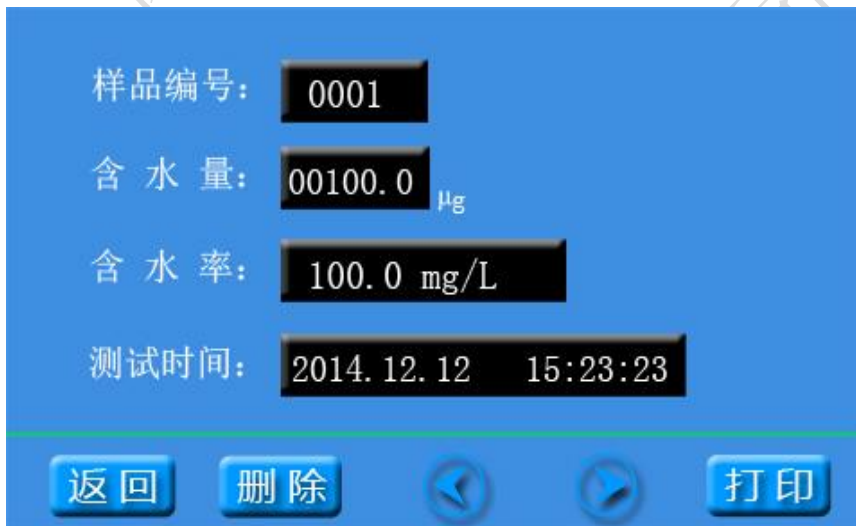 样品编号： 0001
含 水 量： 00100.0 μg
含 水 率： 100.0 mg/L
测试时间： 2014.12.12 15:23:23
返回 删除 打印